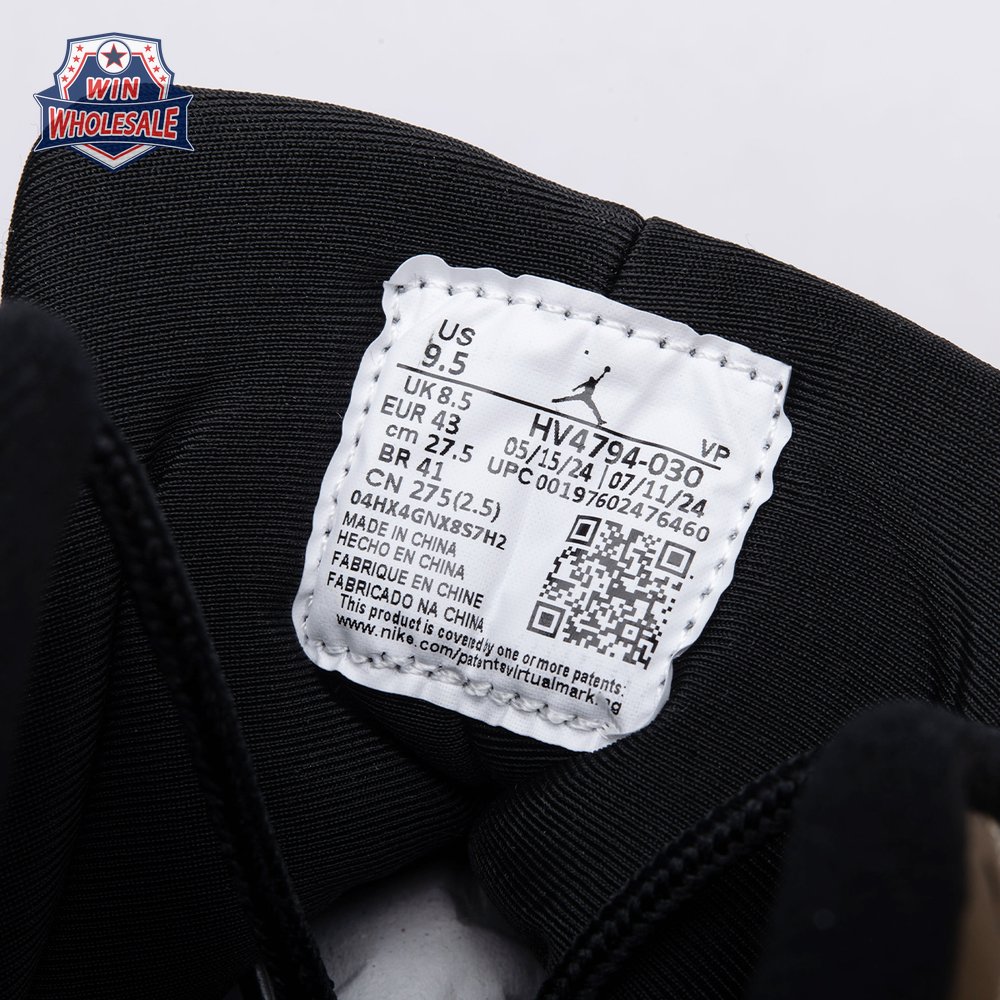 WIN
WHOLESALE
US
9.5
UK 8.5
EUR 43
cm 27.5
BR 41
CN 275(2.5)
04HX4GNX8S7H2
MADE IN CHINA
HECHO EN CHINA
FABRIQUE EN CHINE
FABRICADO NA CHINA
This product is covered by one or more patents:
www.nike.com/patentsvirtualmarking
VP
HV4794-030
05/15/24 | 07/11/24
UPC 00197602476460